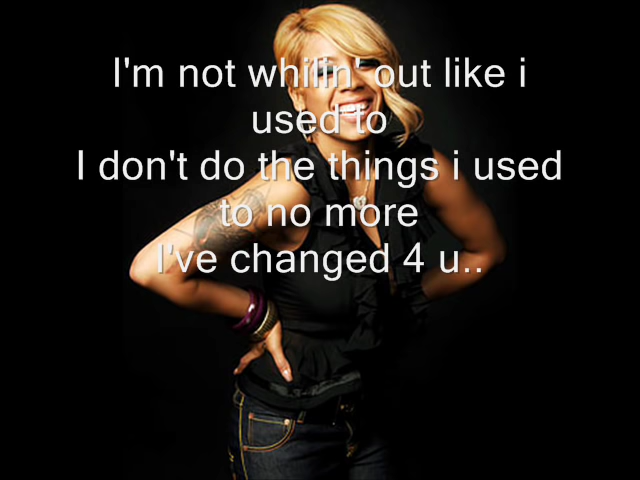 I'm not whilin' out like i
used to
I don't do the things i used
to no more
I've changed 4 u..